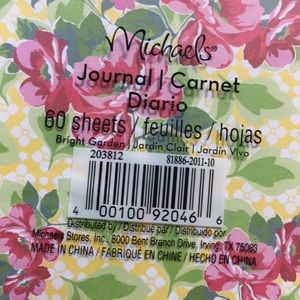 Michaels®
Journal | Carnet
Diario
60 sheets / feuilles / hojas
Bright Garden | Jardin Clair | Jardín Vivo
203812 81886-2011-10
4 00100 92046 6
Distributed by / Distribué par / Distribuido por
Michaels Stores, Inc., 8000 Bent Branch Drive, Irving, TX 75063
MADE IN CHINA / FABRIQUÉ EN CHINE / HECHO EN CHINA